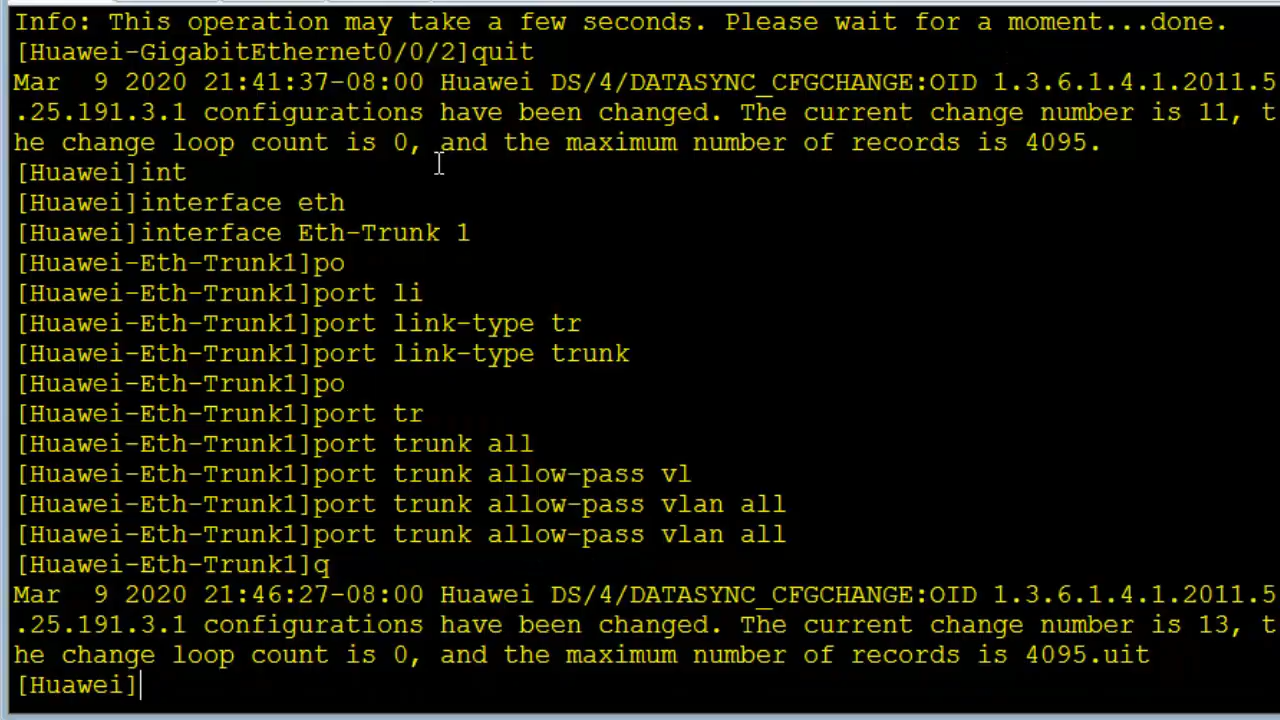 Info: This operation may take a few seconds. Please wait for a moment...done.
[Huawei-GigabitEthernet0/0/2]quit
Mar  9 2020 21:41:37-08:00 Huawei DS/4/DATASYNC_CFGCHANGE:OID 1.3.6.1.4.1.2011.5
.25.191.3.1 configurations have been changed. The current change number is 11, t
he change loop count is 0, and the maximum number of records is 4095.
[Huawei]int
[Huawei]interface eth
[Huawei]interface Eth-Trunk 1
[Huawei-Eth-Trunk1]po
[Huawei-Eth-Trunk1]port li
[Huawei-Eth-Trunk1]port link-type tr
[Huawei-Eth-Trunk1]port link-type trunk
[Huawei-Eth-Trunk1]po
[Huawei-Eth-Trunk1]port tr
[Huawei-Eth-Trunk1]port trunk all
[Huawei-Eth-Trunk1]port trunk allow-pass vl
[Huawei-Eth-Trunk1]port trunk allow-pass vlan all
[Huawei-Eth-Trunk1]port trunk allow-pass vlan all
[Huawei-Eth-Trunk1]q
Mar  9 2020 21:46:27-08:00 Huawei DS/4/DATASYNC_CFGCHANGE:OID 1.3.6.1.4.1.2011.5
.25.191.3.1 configurations have been changed. The current change number is 13, t
he change loop count is 0, and the maximum number of records is 4095.uit
[Huawei]